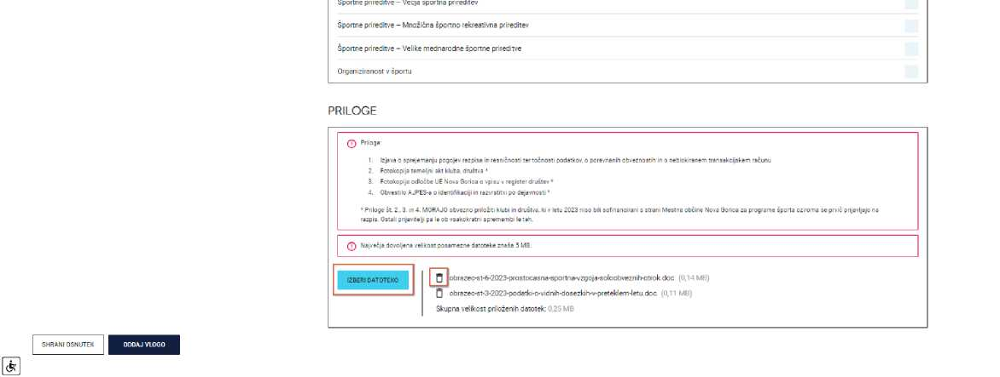 Športne prireditve – Večja športna prireditev
Športne prireditve – Množična športno rekreativna prireditev
Športne prireditve – Velike mednarodne športne prireditve
Organiziranost v športu
PRILOGE
Priloge:
1. Izjava o sprejemanju pogojev razpisa in resničnosti ter točnosti podatkov, o poravnanih obveznostih in o neblokiranem transakcijskem računu
2. Fotokopija temeljni akt kluba, društva *
3. Fotokopija odločbe UE Nova Gorica o vpisu v register društev *
4. Obvestilo AJPES-a o identifikaciji in razvrstitvi po dejavnosti *
* Priloge št. 2., 3. in 4. MORAJO obvezno priložiti klubi in društva, ki v letu 2023 niso bili sofinancirani s strani Mestne občine Nova Gorica za programe športa oziroma se prvič prijavljajo na
razpis. Ostali prijavitelji pa le ob vsakokratni spremembi le teh.
Največja dovoljena velikost posamezne datoteke znaša 5 MB.
IZBERI DATOTEKO
obrazec-st-6-2023-prostocasna-sportna-vzgoja-soloobveznih-otrok.doc (0,14 MB)
obrazec-st-3-2023-podatki-o-vidnih-dosezkih-v-preteklem-letu.doc (0,11 MB)
Skupna velikost priloženih datotek: 0,25 MB
SHRANI OSNUTEK DODAJ VLOGO